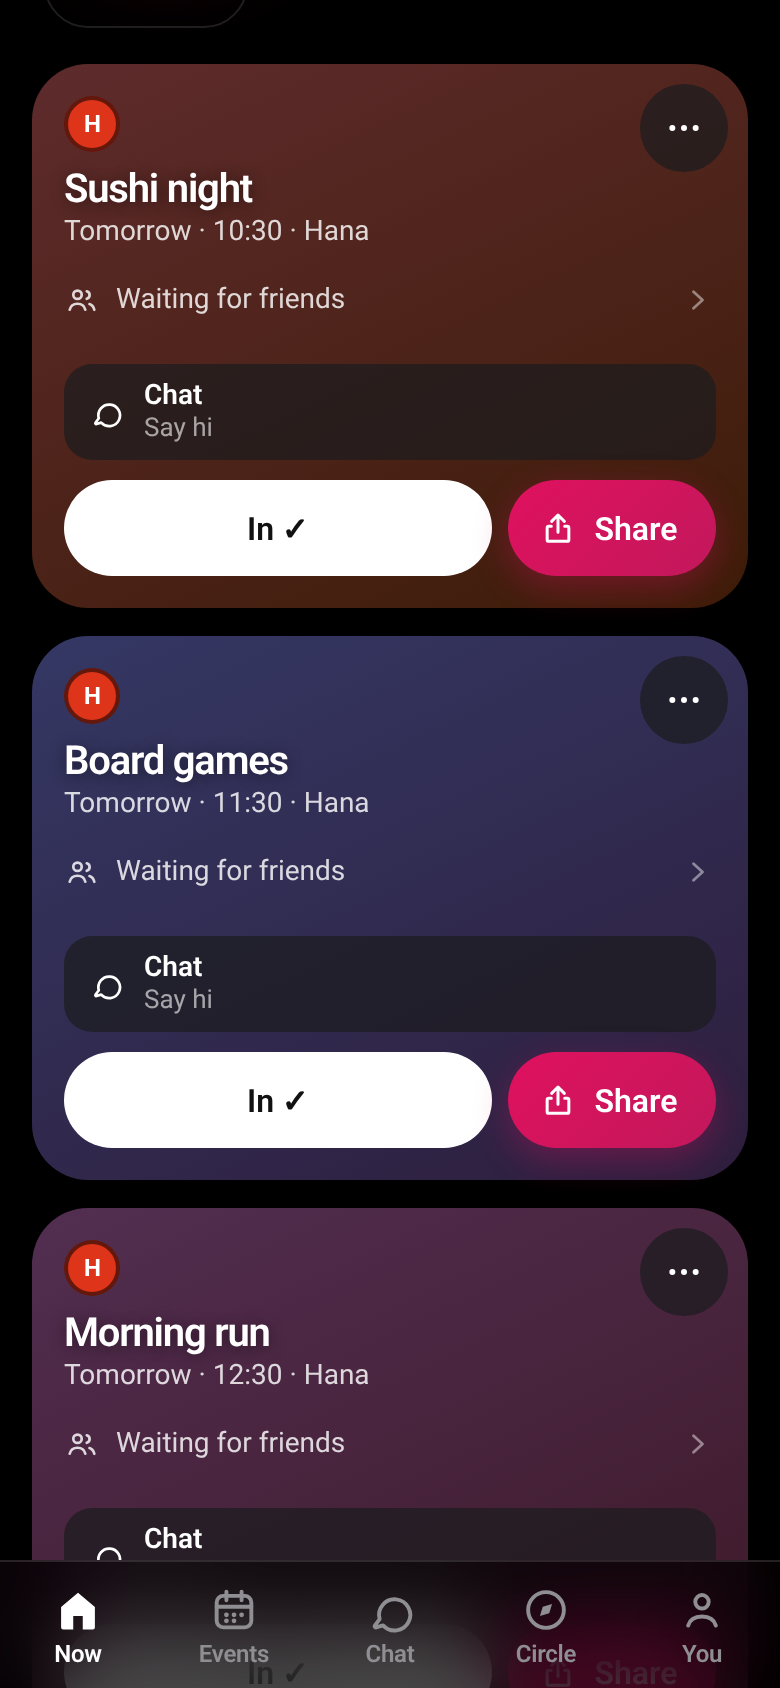 H
Sushi night
Tomorrow · 10:30 · Hana
Waiting for friends
Chat
Say hi
In ✓
Share
H
Board games
Tomorrow · 11:30 · Hana
Waiting for friends
Chat
Say hi
In ✓
Share
H
Morning run
Tomorrow · 12:30 · Hana
Waiting for friends
Chat
In ✓
Share
Now
Events
Chat
Circle
You